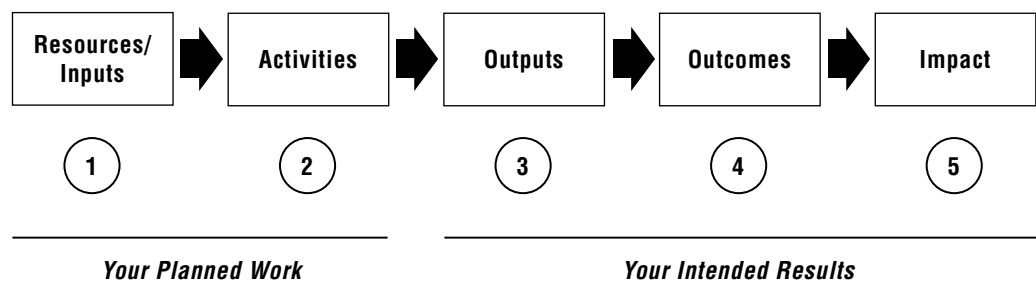 Resources/
Inputs
Activities
Outputs
Outcomes
Impact
1
2
3
4
5
Your Planned Work
Your Intended Results